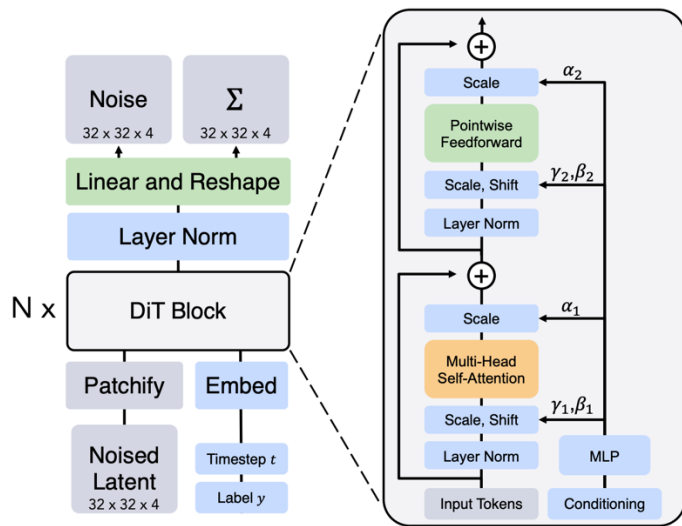 Noise
32 x 32 x 4
Σ
32 x 32 x 4
Linear and Reshape
Layer Norm
N x
DiT Block
Patchify
Embed
Noised
Latent
32 x 32 x 4
Timestep t
Label y
+
Scale
α₂
Pointwise
Feedforward
Scale, Shift
γ₂,β₂
Layer Norm
+
Scale
α₁
Multi-Head
Self-Attention
Scale, Shift
γ₁,β₁
Layer Norm
MLP
Input Tokens
Conditioning